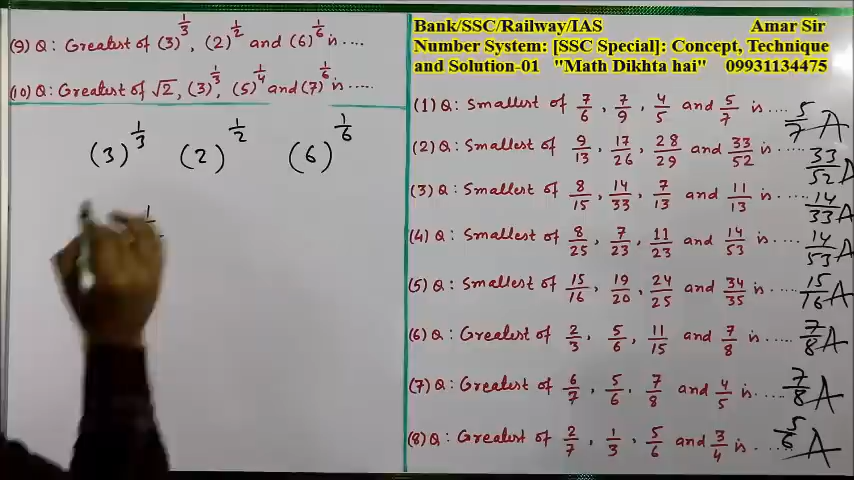 (9) Q: Greatest of (3)^1/3, (2)^1/2 and (6)^1/6 is ....
(10) Q: Greatest of √2, (3)^1/3, (5)^1/4 and (7)^1/6 is .....
(3)^1/3 (2)^1/2 (6)^1/6
Bank/SSC/Railway/IAS Amar Sir
Number System: [SSC Special]: Concept, Technique
and Solution-01 "Math Dikhta hai" 09931134475
(1) Q: Smallest of 7/6, 7/9, 4/5 and 5/7 is .... 5/7 A
(2) Q: Smallest of 9/13, 17/26, 28/29 and 33/52 is ..... 33/52 A
(3) Q: Smallest of 8/15, 14/33, 7/13 and 11/13 is ..... 14/33 A
(4) Q: Smallest of 8/25, 7/23, 11/23 and 14/53 is ..... 14/53 A
(5) Q: Smallest of 15/16, 19/20, 24/25 and 34/35 is .... 15/16 A
(6) Q: Greatest of 2/3, 5/6, 11/15 and 7/8 is ..... 7/8 A
(7) Q: Greatest of 6/7, 5/6, 7/8 and 4/5 is ..... 7/8 A
(8) Q: Greatest of 2/7, 1/3, 5/6 and 3/4 is ..... 5/6 A